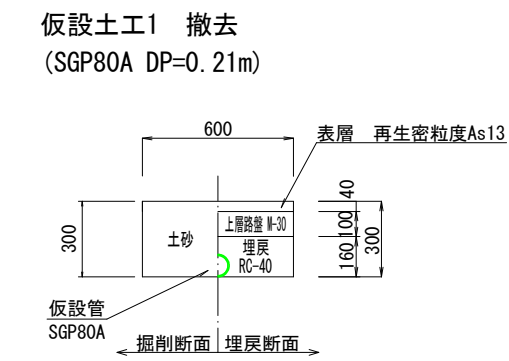 仮設土工1　撤去
(SGP80A DP=0.21m)
600
表層　再生密粒度As13
40
100
160
300
300
土砂
上層路盤 M-30
埋戻
RC-40
仮設管
SGP80A
掘削断面
埋戻断面